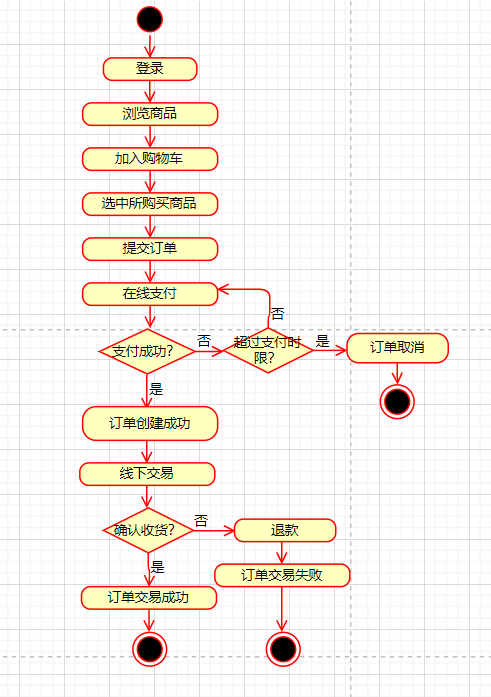 登录
浏览商品
加入购物车
选中所购买商品
提交订单
在线支付
否
支付成功?
否
超过支付时
限?
是
订单取消
是
订单创建成功
线下交易
确认收货?
否
退款
是
订单交易失败
订单交易成功